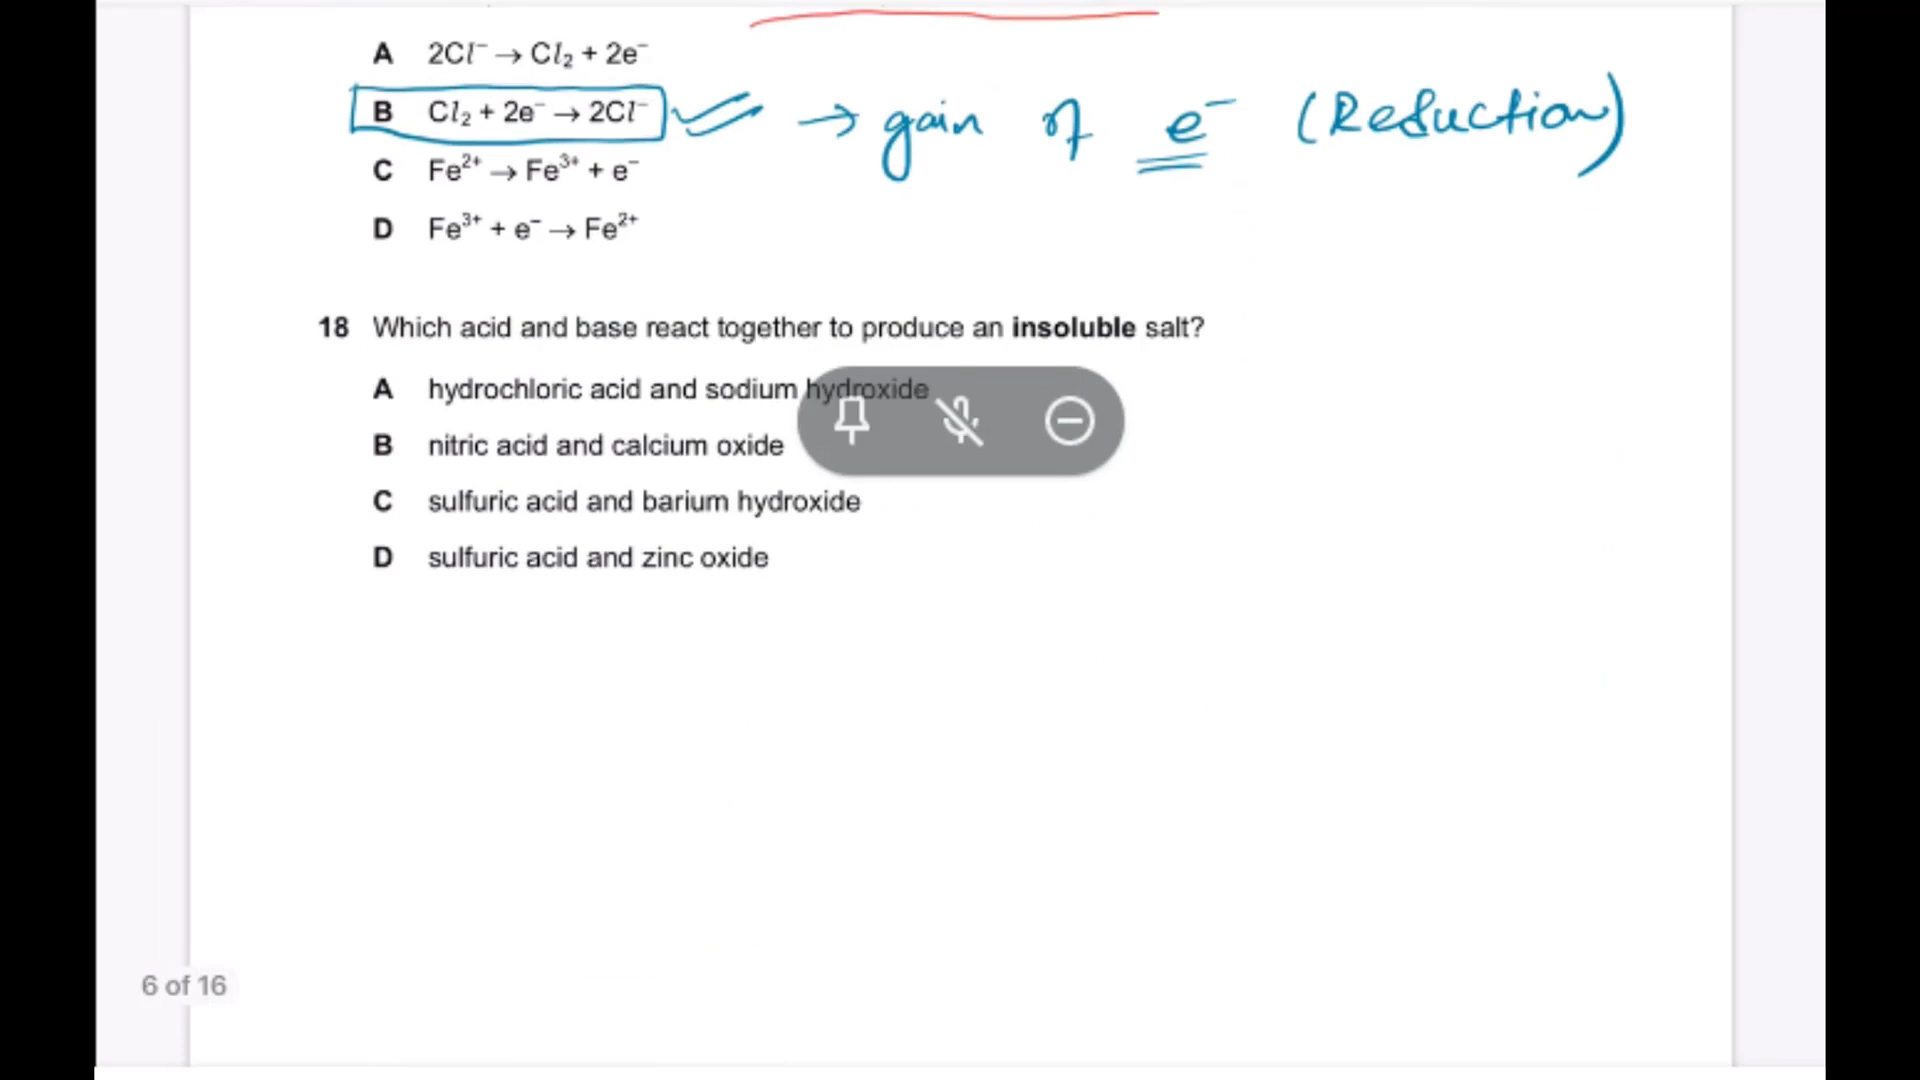 A 2Cl⁻ → Cl₂ + 2e⁻
B Cl₂ + 2e⁻ → 2Cl⁻ → gain of e⁻ (Reduction)
C Fe²⁺ → Fe³⁺ + e⁻
D Fe³⁺ + e⁻ → Fe²⁺
18 Which acid and base react together to produce an insoluble salt?
A hydrochloric acid and sodium hydroxide
B nitric acid and calcium oxide
C sulfuric acid and barium hydroxide
D sulfuric acid and zinc oxide
6 of 16